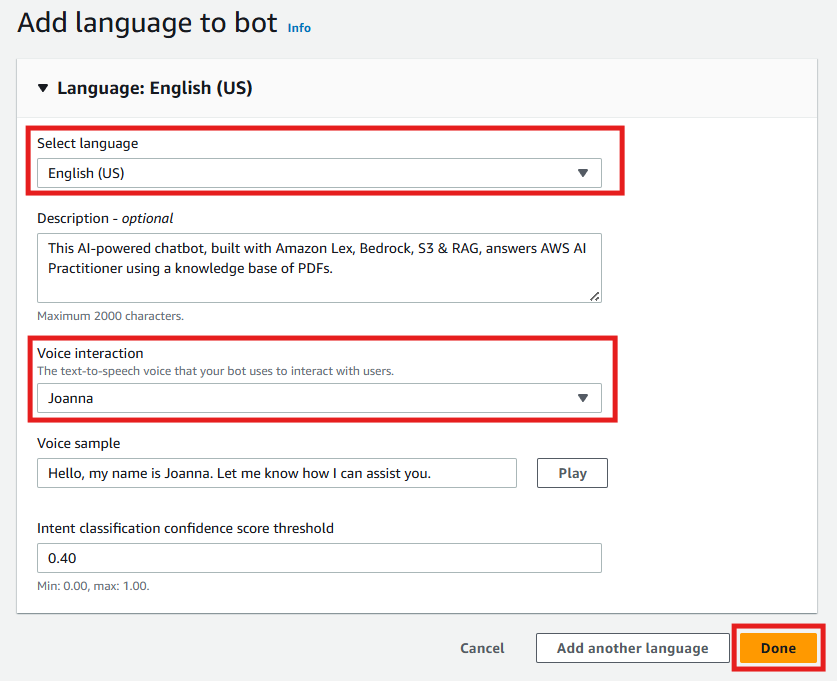 Add language to bot Info
Language: English (US)
Select language
English (US)
Description - optional
This AI-powered chatbot, built with Amazon Lex, Bedrock, S3 & RAG, answers AWS AI
Practitioner using a knowledge base of PDFs.
Maximum 2000 characters.
Voice interaction
The text-to-speech voice that your bot uses to interact with users.
Joanna
Voice sample
Hello, my name is Joanna. Let me know how I can assist you.
Play
Intent classification confidence score threshold
0.40
Min: 0.00, max: 1.00.
Cancel Add another language Done